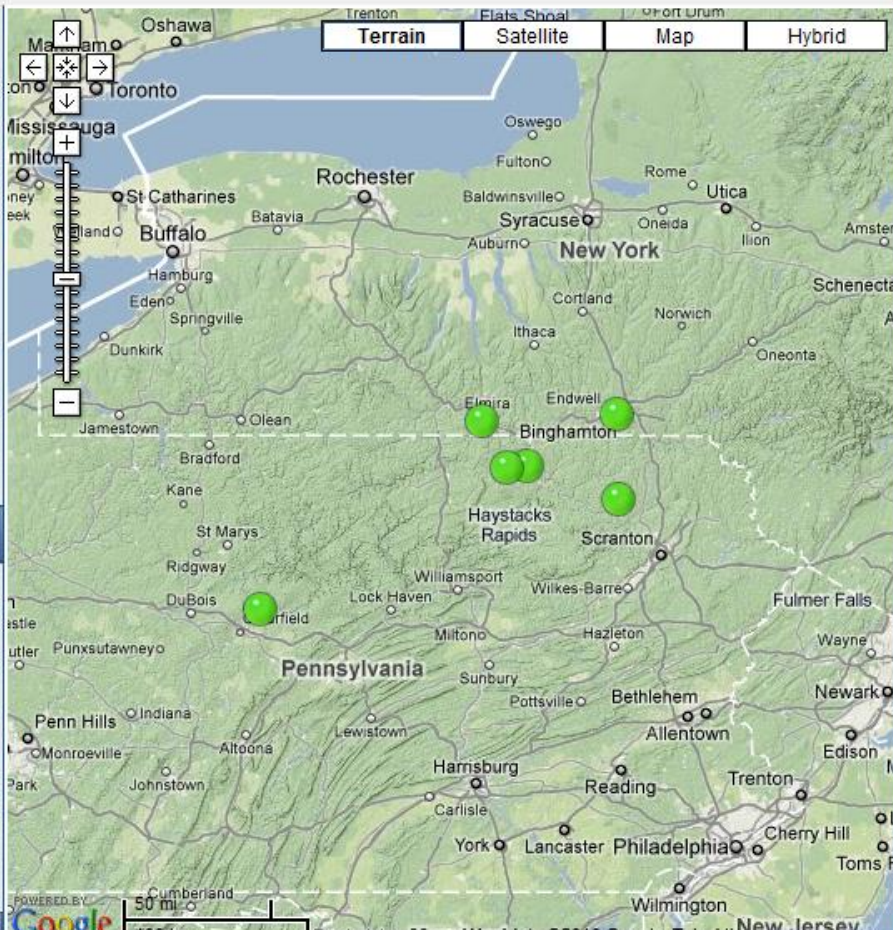 Trenton
Flats Shoal
Fort Drum
Oshawa
Terrain Satellite Map Hybrid
Markham
Toronto
Mississauga
Oswego
Fulton
Rome
Rochester
St Catharines
Baldwinsville
Utica
Syracuse
Oneida
Ilion
Batavia
Buffalo
Auburn
New York
Hamburg
Eden
Cortland
Springville
Norwich
Ithaca
Dunkirk
Oneonta
Elmira
Endwell
Jamestown
Olean
Binghamton
Bradford
Kane
Haystacks
Rapids
St Marys
Scranton
Ridgway
Williamsport
Wilkes-Barre
DuBois
Lock Haven
Fulmer Falls
Milton
Hazleton
Wayne
Punxsutawney
Pennsylvania
Sunbury
Newark
Pottsville
Bethlehem
Penn Hills
Indiana
Lewistown
Allentown
Monroeville
Altoona
Edison
Park
Johnstown
Harrisburg
Reading
Trenton
Carlisle
York
Lancaster
Philadelphia
Cherry Hill
Toms
Cumberland
POWERED BY
Google
50 mi
Wilmington
New Jersey